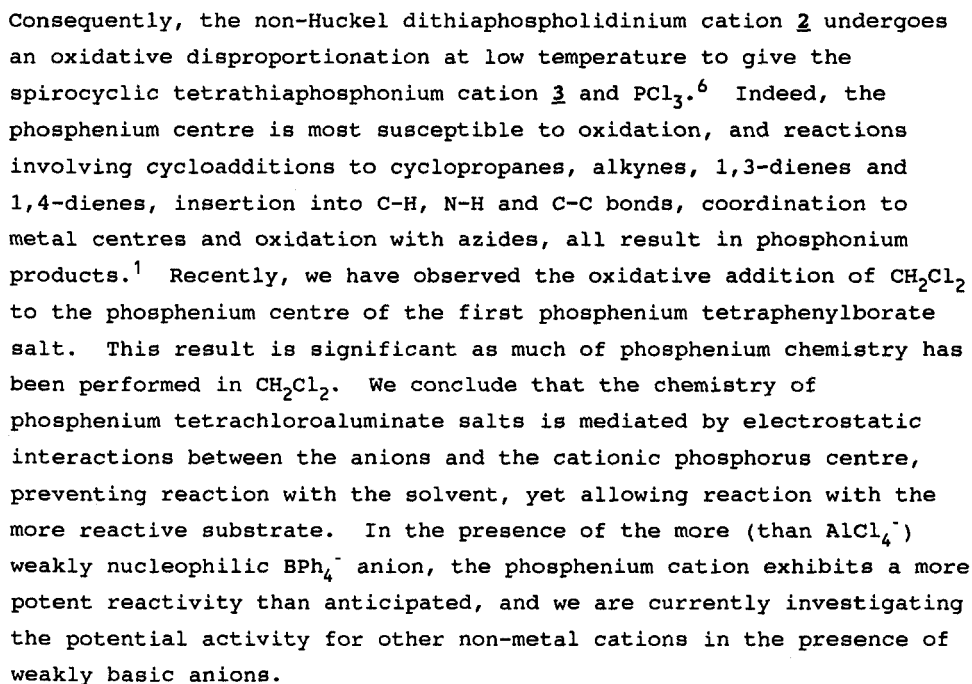 Consequently, the non-Huckel dithiaphospholidinium cation 2 undergoes
an oxidative disproportionation at low temperature to give the
spirocyclic tetrathiaphosphonium cation 3 and PCl₃.⁶ Indeed, the
phosphenium centre is most susceptible to oxidation, and reactions
involving cycloadditions to cyclopropanes, alkynes, 1,3-dienes and
1,4-dienes, insertion into C-H, N-H and C-C bonds, coordination to
metal centres and oxidation with azides, all result in phosphonium
products.¹ Recently, we have observed the oxidative addition of CH₂Cl₂
to the phosphenium centre of the first phosphenium tetraphenylborate
salt. This result is significant as much of phosphenium chemistry has
been performed in CH₂Cl₂. We conclude that the chemistry of
phosphenium tetrachloroaluminate salts is mediated by electrostatic
interactions between the anions and the cationic phosphorus centre,
preventing reaction with the solvent, yet allowing reaction with the
more reactive substrate. In the presence of the more (than AlCl₄⁻)
weakly nucleophilic BPh₄⁻ anion, the phosphenium cation exhibits a more
potent reactivity than anticipated, and we are currently investigating
the potential activity for other non-metal cations in the presence of
weakly basic anions.